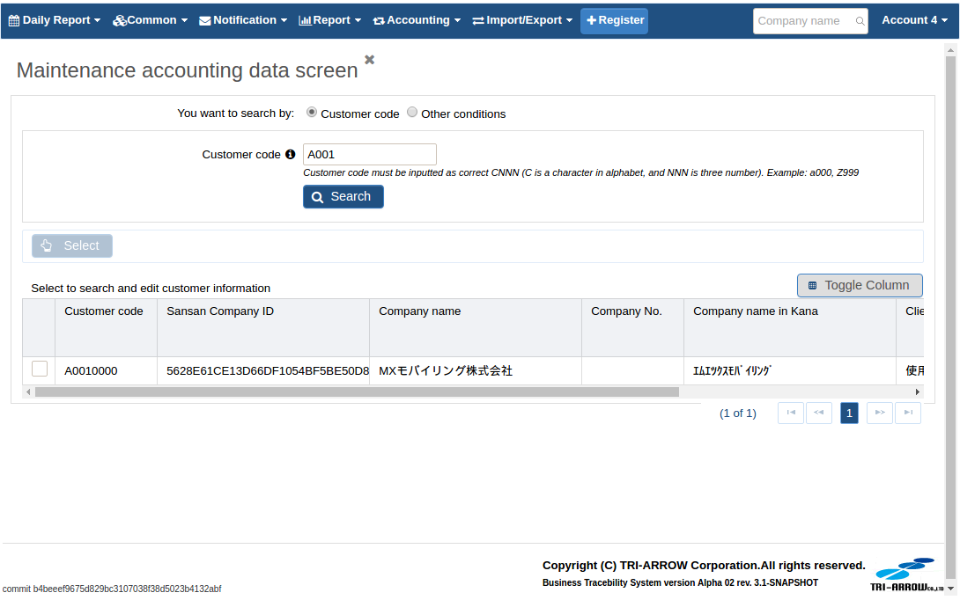 Daily Report Common Notification Report Accounting Import/Export Register Company name Account 4
Maintenance accounting data screen
You want to search by: Customer code Other conditions
Customer code A001
Customer code must be inputted as correct CNNN (C is a character in alphabet, and NNN is three number). Example: a000, Z999
Search
Select
Select to search and edit customer information
Toggle Column
Customer code Sansan Company ID Company name Company No. Company name in Kana Clie
A0010000 5628E61CE13D66DF1054BF5BE50D8 MXモバイリング株式会社 ｴﾑｴｯｸｽﾓﾊﾞｲﾘﾝｸﾞ 使用
(1 of 1) 1
Copyright (C) TRI-ARROW Corporation.All rights reserved.
Business Tracebility System version Alpha 02 rev. 3.1-SNAPSHOT
TRI-ARROW CO.,LTD
commit b4beeef9675d829bc3107038f38d5023b4132abf